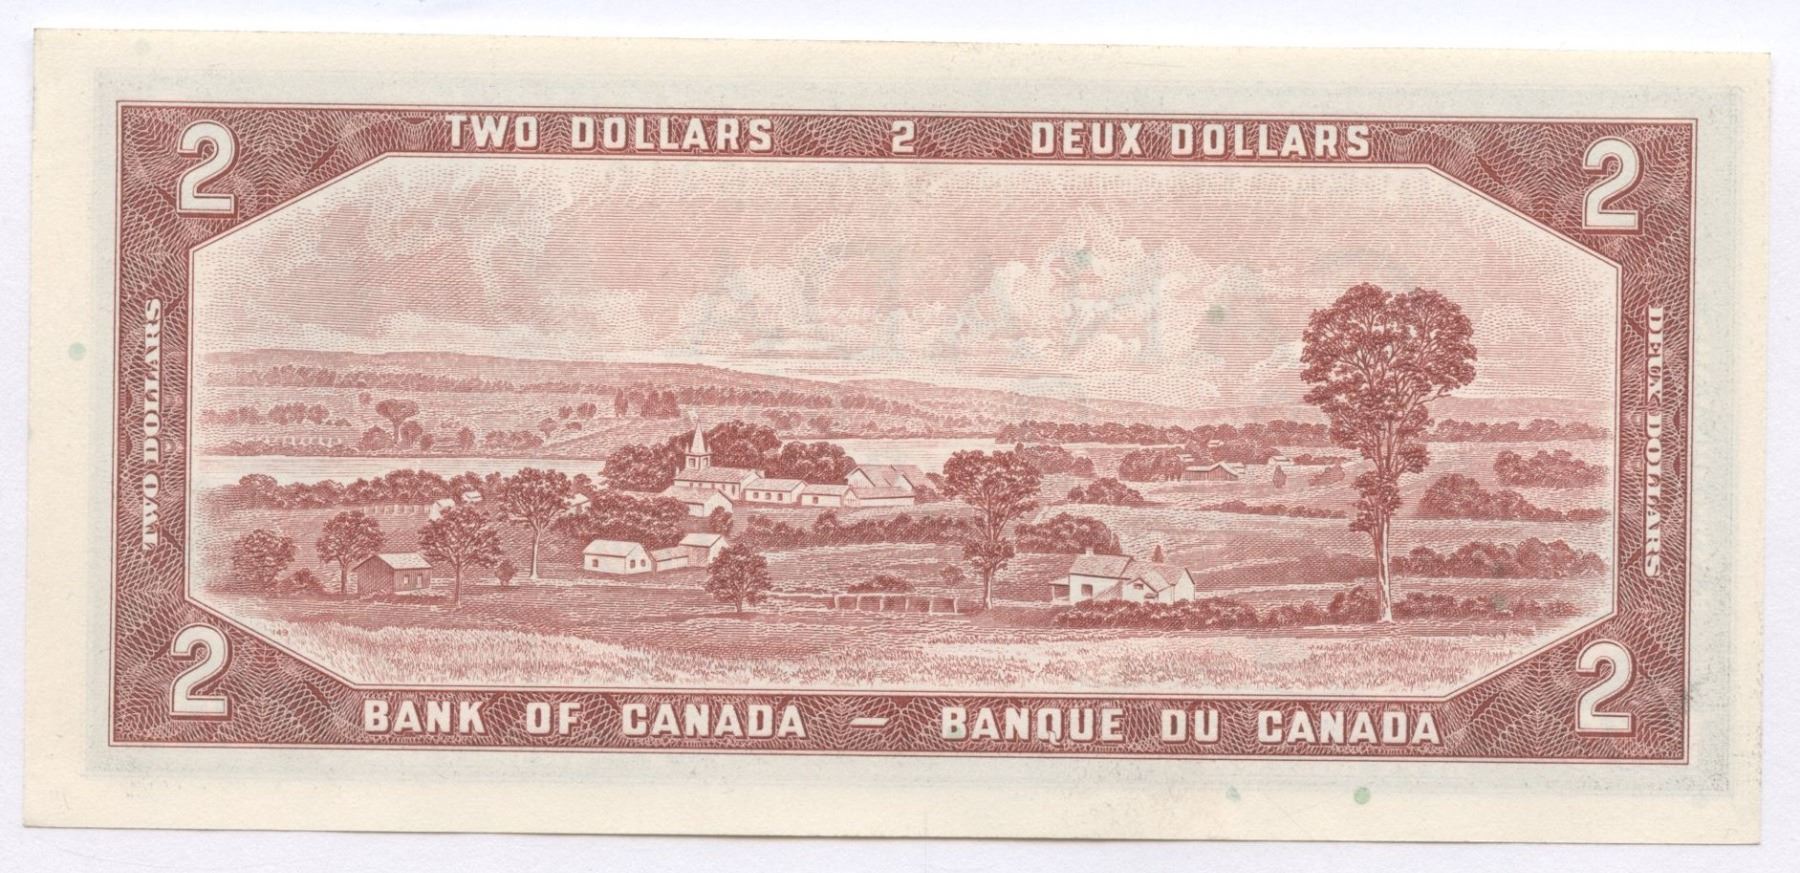 TWO DOLLARS 2 DEUX DOLLARS
2
2
TWO DOLLARS
DEUX DOLLARS
149
2
2
BANK OF CANADA – BANQUE DU CANADA